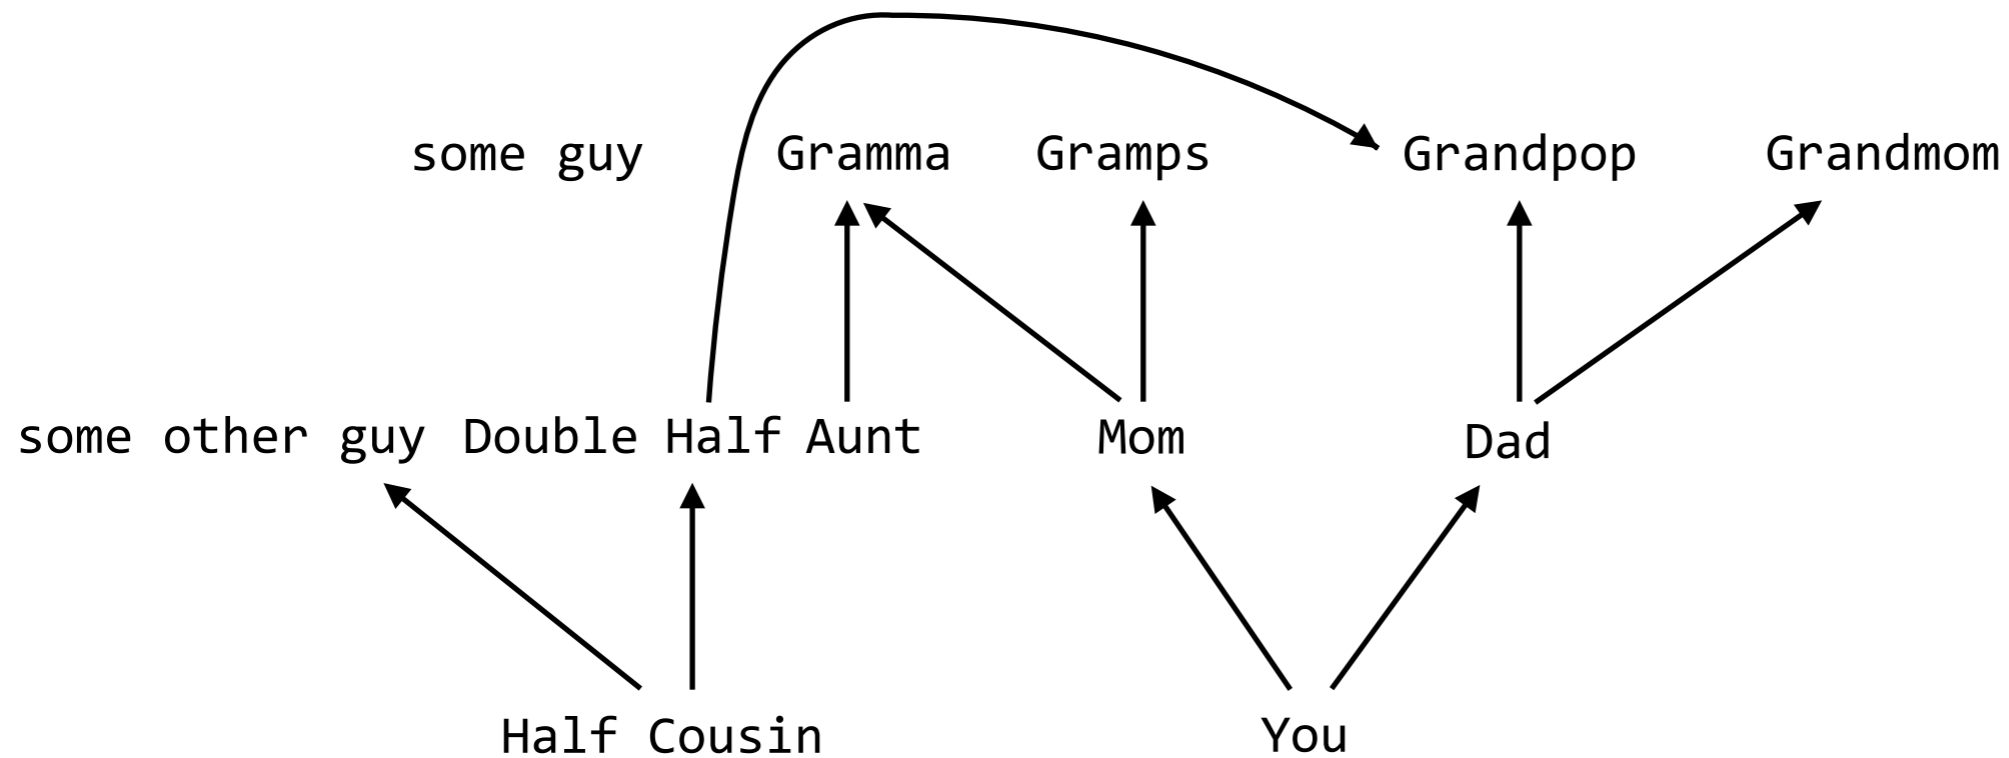 some guy Gramma Gramps Grandpop Grandmom
some other guy Double Half Aunt Mom Dad
Half Cousin You